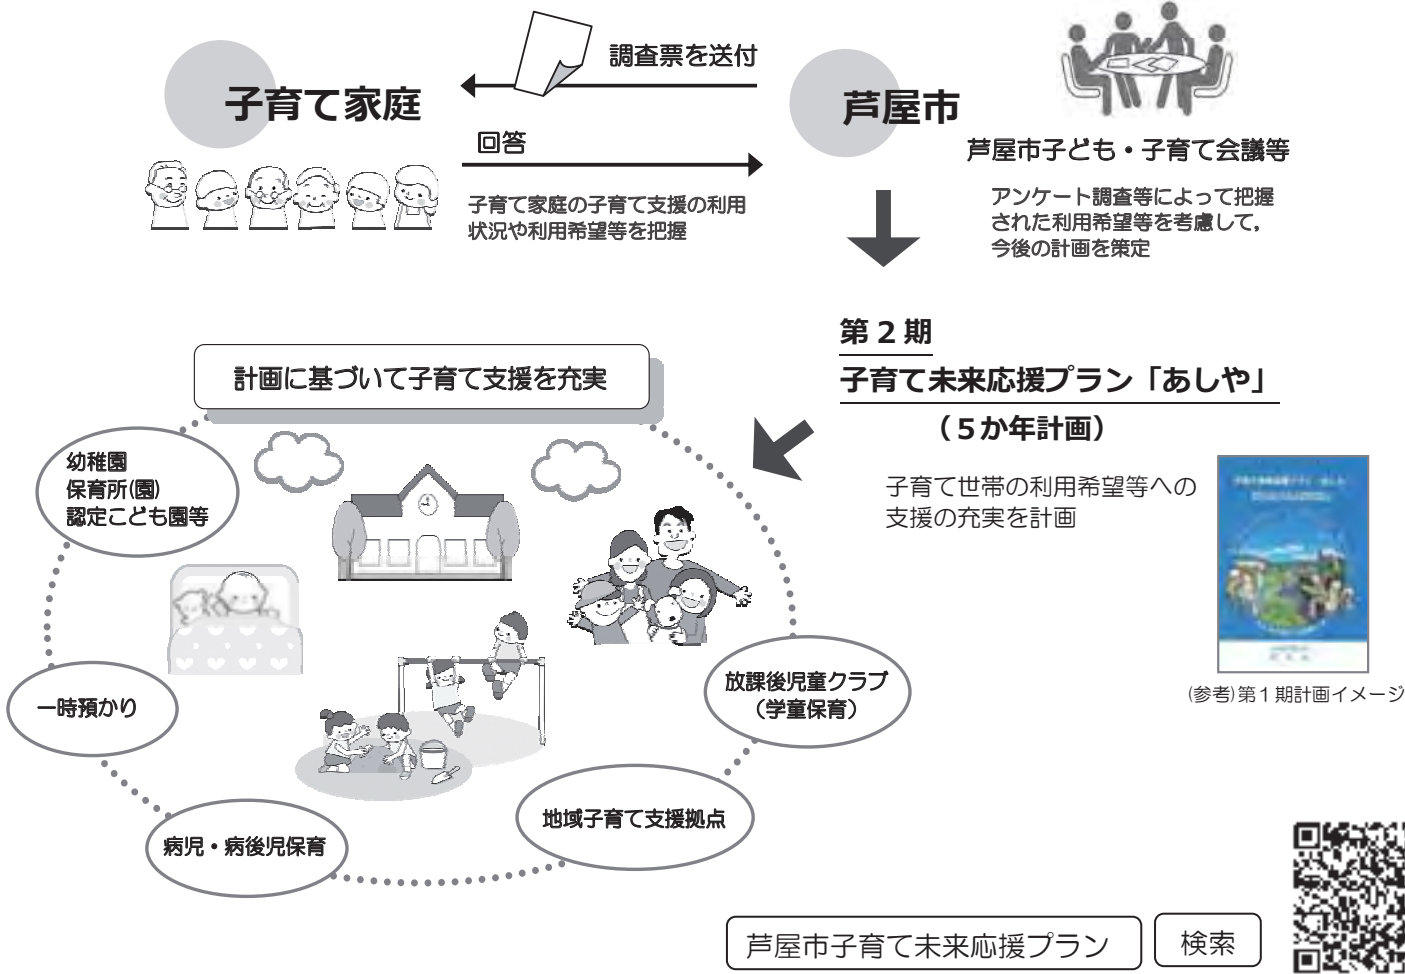 調査票を送付
子育て家庭
芦屋市
回答
芦屋市子ども・子育て会議等
子育て家庭の子育て支援の利用
状況や利用希望等を把握
アンケート調査等によって把握
された利用希望等を考慮して,
今後の計画を策定
第2期
子育て未来応援プラン「あしや」
（５か年計画）
子育て世帯の利用希望等への
支援の充実を計画
(参考)第1期計画イメージ
計画に基づいて子育て支援を充実
幼稚園
保育所(園)
認定こども園等
一時預かり
病児・病後児保育
地域子育て支援拠点
放課後児童クラブ
（学童保育）
芦屋市子育て未来応援プラン
検索